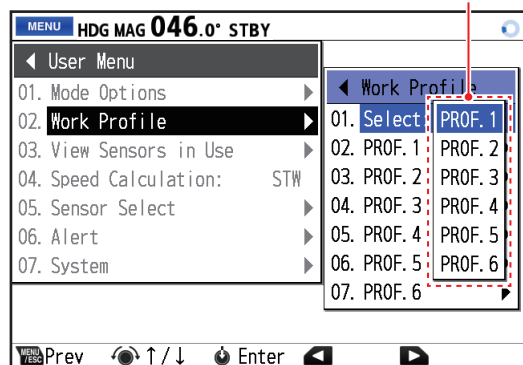 MENU HDG MAG 046.0° STBY
◀ User Menu
01. Mode Options ▶
02. Work Profile ▶
03. View Sensors in Use ▶
04. Speed Calculation: STW
05. Sensor Select ▶
06. Alert ▶
07. System ▶
◀ Work Profile
01. Select: PROF. 1
02. PROF. 1 PROF. 2
03. PROF. 2 PROF. 3
04. PROF. 3 PROF. 4
05. PROF. 4 PROF. 5
06. PROF. 5 PROF. 6
07. PROF. 6 ▶
MENU/ESC Prev ↑/↓ Enter ◀ ▶